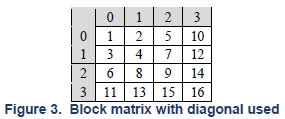 0 1 2 3
0 1 2 5 10
1 3 4 7 12
2 6 8 9 14
3 11 13 15 16
Figure 3. Block matrix with diagonal used